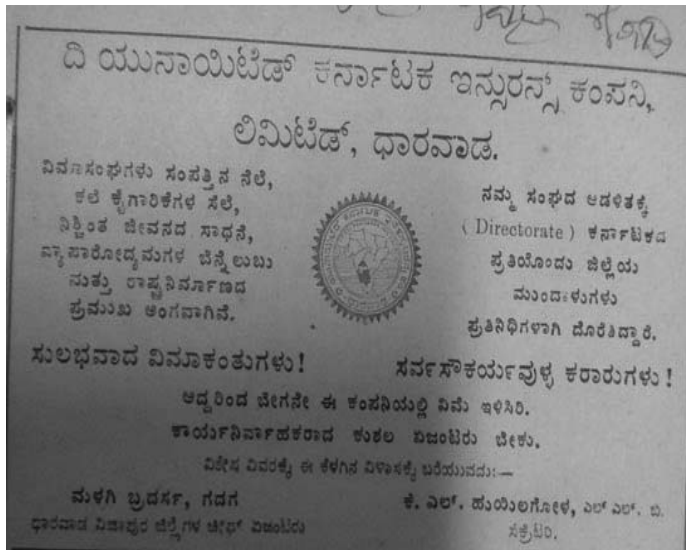 ದಿ ಯುನಾಯಿಟೆಡ್ ಕರ್ನಾಟಕ ಇನ್ಸುರನ್ಸ್ ಕಂಪನಿ,
ಲಿಮಿಟೆಡ್, ಧಾರವಾಡ.
ವಿಮಾಸಂಘಗಳು ಸಂಪತ್ತಿನ ನೆಲೆ,
ಕಲೆ ಕೈಗಾರಿಕೆಗಳ ಸೆಲೆ,
ನಿಶ್ಚಿಂತ ಜೀವನದ ಸಾಧನೆ,
ವ್ಯಾಪಾರೋದ್ಯಮಗಳ ಬೆನ್ನೆಲುಬು
ಮತ್ತು ರಾಷ್ಟ್ರನಿರ್ಮಾಣದ
ಪ್ರಮುಖ ಅಂಗವಾಗಿವೆ.
ನಮ್ಮ ಸಂಘದ ಆಡಳಿತಕ್ಕೆ
( Directorate ) ಕರ್ನಾಟಕದ
ಪ್ರತಿಯೊಂದು ಜಿಲ್ಲೆಯ
ಮುಂದಾಳುಗಳು
ಪ್ರತಿನಿಧಿಗಳಾಗಿ ದೊರೆತಿದ್ದಾರೆ.
ಸುಲಭವಾದ ವಿಮಾಕಂತುಗಳು!
ಸರ್ವಸೌಕರ್ಯವುಳ್ಳ ಕರಾರುಗಳು!
ಆದ್ದರಿಂದ ಬೇಗನೇ ಈ ಕಂಪನಿಯಲ್ಲಿ ವಿಮೆ ಇಳಿಸಿರಿ.
ಕಾರ್ಯನಿರ್ವಾಹಕರಾದ ಕುಶಲ ಏಜಂಟರು ಬೇಕು.
ವಿಶೇಸ ವಿವರಕ್ಕೆ ಈ ಕೆಳಗಿನ ವಿಳಾಸಕ್ಕೆ ಬರೆಯುವದು:—
ಮಳಗಿ ಬ್ರದರ್ಸ, ಗದಗ
ಧಾರವಾಡ ವಿಜಾಪುರ ಜಿಲ್ಲೆಗಳ ಚೀಫ್ ಏಜಂಟರು
ಕೆ. ಎಲ್. ಹುಯಿಲಗೋಳ, ಎಲ್ ಎಲ್. ಬಿ.
ಸೆಕ್ರೆಟರಿ.